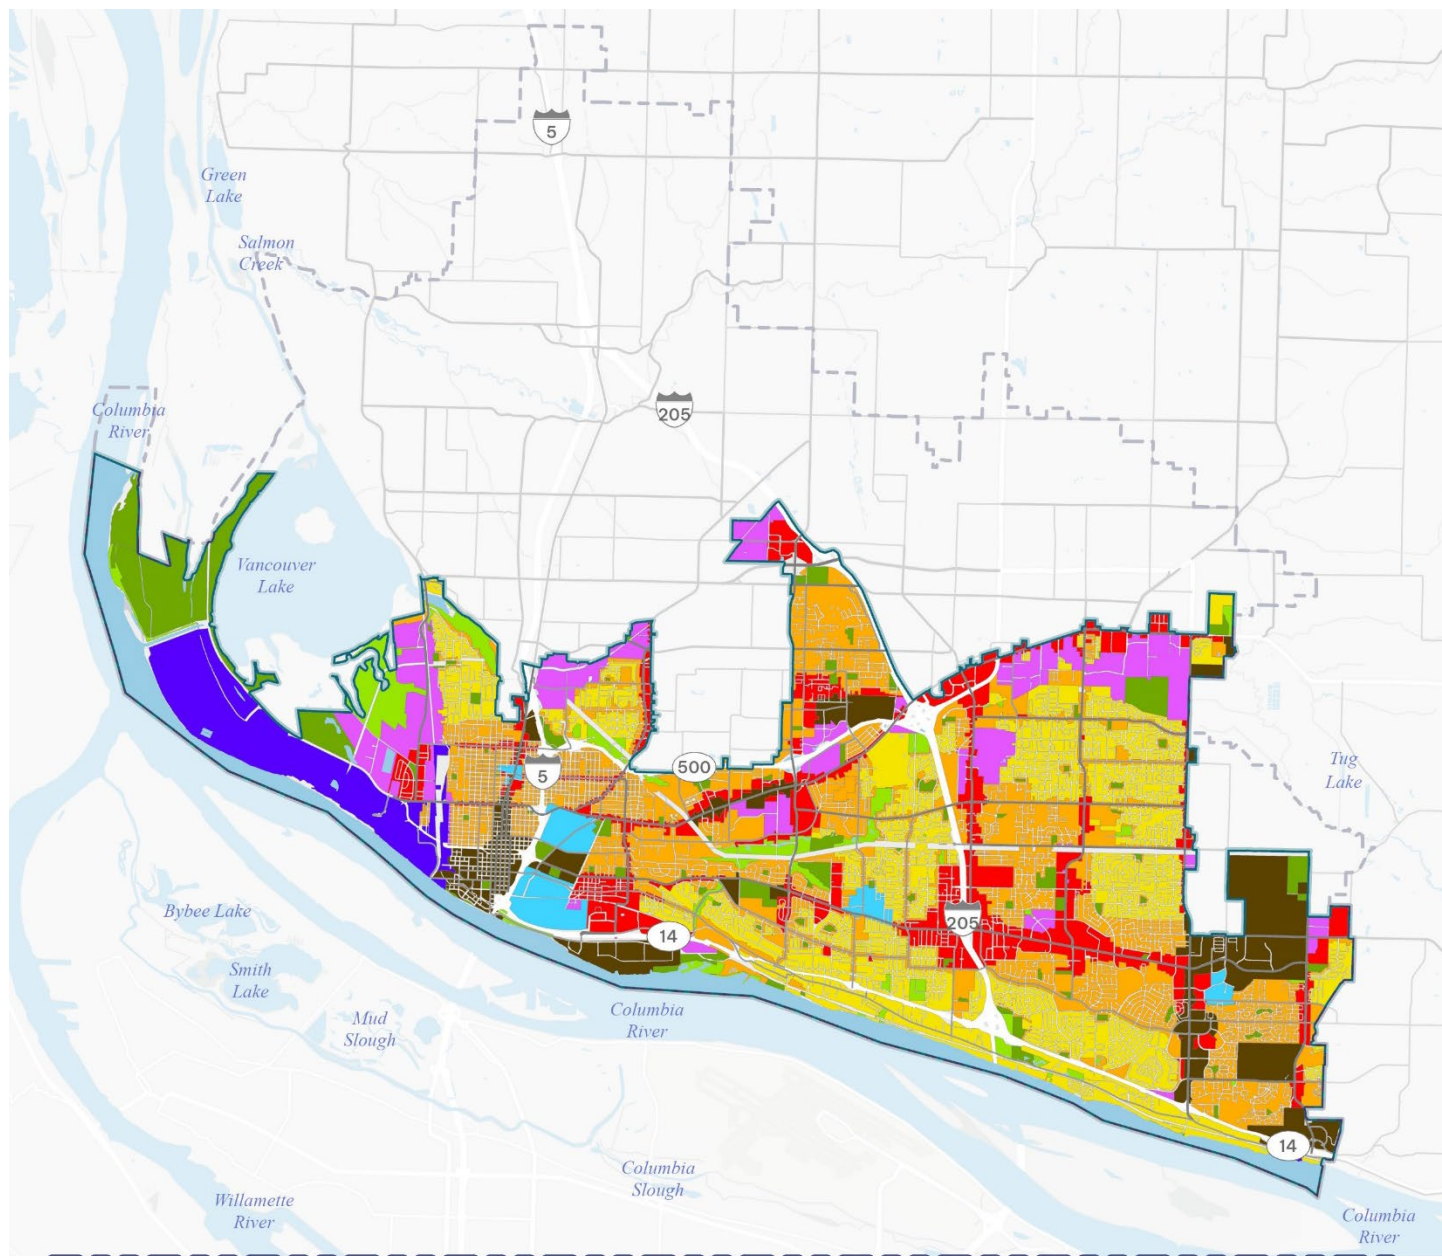 5
Green
Lake
Salmon
Creek
205
Columbia
River
Vancouver
Lake
500
5
Tug
Lake
Bybee Lake
205
14
Smith
Lake
Mud
Slough
Columbia
River
14
Columbia
Slough
Willamette
River
Columbia
River